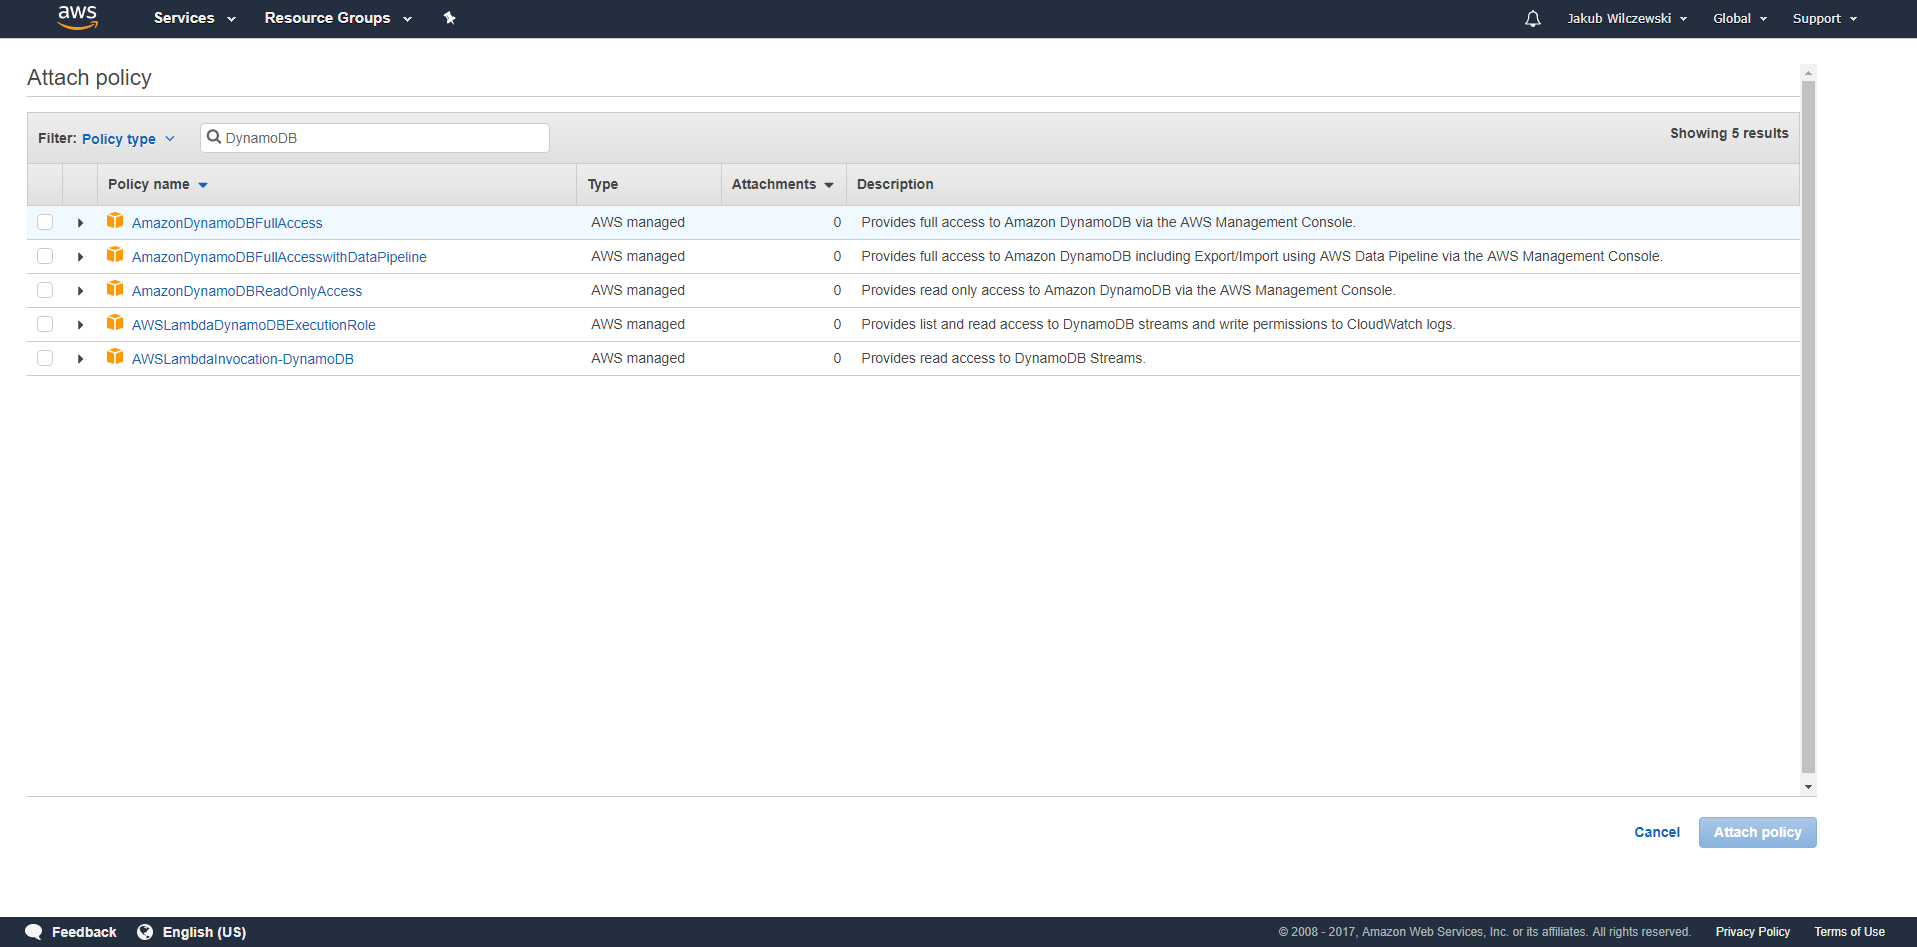 aws Services Resource Groups Jakub Wilczewski Global Support
Attach policy
Filter: Policy type DynamoDB Showing 5 results
Policy name Type Attachments Description
AmazonDynamoDBFullAccess AWS managed 0 Provides full access to Amazon DynamoDB via the AWS Management Console.
AmazonDynamoDBFullAccesswithDataPipeline AWS managed 0 Provides full access to Amazon DynamoDB including Export/Import using AWS Data Pipeline via the AWS Management Console.
AmazonDynamoDBReadOnlyAccess AWS managed 0 Provides read only access to Amazon DynamoDB via the AWS Management Console.
AWSLambdaDynamoDBExecutionRole AWS managed 0 Provides list and read access to DynamoDB streams and write permissions to CloudWatch logs.
AWSLambdaInvocation-DynamoDB AWS managed 0 Provides read access to DynamoDB Streams.
Cancel Attach policy
Feedback English (US) © 2008 - 2017, Amazon Web Services, Inc. or its affiliates. All rights reserved. Privacy Policy Terms of Use